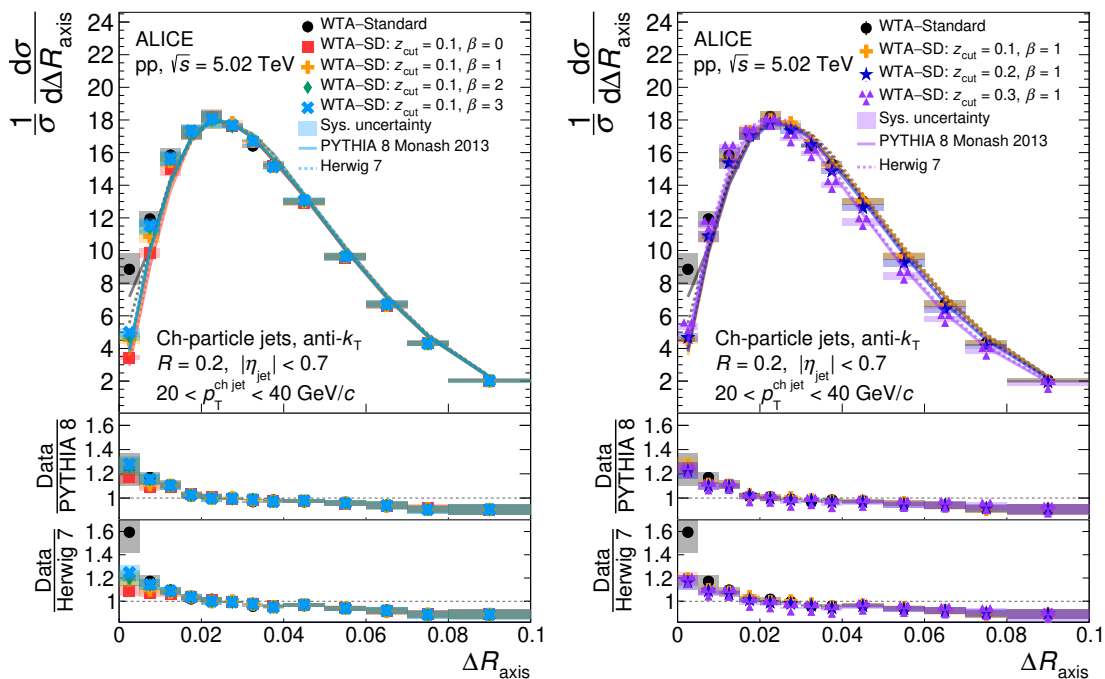 1/σ dσ/dΔR_axis
24
22
20
18
16
14
12
10
8
6
4
2
ALICE
pp, √s = 5.02 TeV
WTA−Standard
WTA−SD: z_cut = 0.1, β = 0
WTA−SD: z_cut = 0.1, β = 1
WTA−SD: z_cut = 0.1, β = 2
WTA−SD: z_cut = 0.1, β = 3
Sys. uncertainty
PYTHIA 8 Monash 2013
Herwig 7
Ch-particle jets, anti-k_T
R = 0.2, |η_jet| < 0.7
20 < p_T^ch jet < 40 GeV/c
Data/PYTHIA 8
1.6
1.4
1.2
1
Data/Herwig 7
1.6
1.4
1.2
1
0 0.02 0.04 0.06 0.08 0.1
ΔR_axis
1/σ dσ/dΔR_axis
24
22
20
18
16
14
12
10
8
6
4
2
ALICE
pp, √s = 5.02 TeV
WTA−Standard
WTA−SD: z_cut = 0.1, β = 1
WTA−SD: z_cut = 0.2, β = 1
WTA−SD: z_cut = 0.3, β = 1
Sys. uncertainty
PYTHIA 8 Monash 2013
Herwig 7
Ch-particle jets, anti-k_T
R = 0.2, |η_jet| < 0.7
20 < p_T^ch jet < 40 GeV/c
Data/PYTHIA 8
1.6
1.4
1.2
1
Data/Herwig 7
1.6
1.4
1.2
1
0 0.02 0.04 0.06 0.08 0.1
ΔR_axis